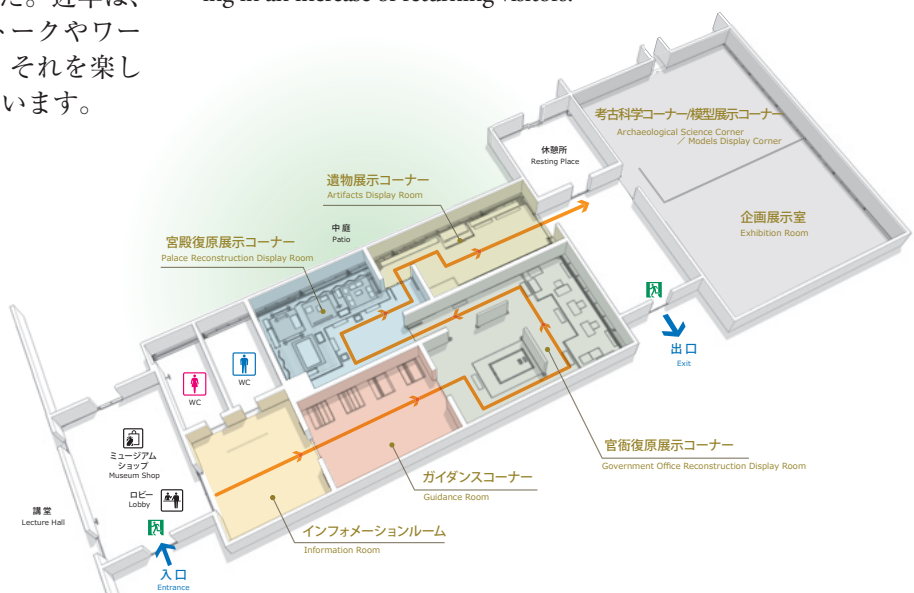 た。近年は、
ークやワー
それを楽し
います。
ing in an increase of returning visitors.
考古科学コーナー/模型展示コーナー
Archaeological Science Corner
／ Models Display Corner
休憩所
Resting Place
遺物展示コーナー
Artifacts Display Room
企画展示室
Exhibition Room
中庭
Patio
宮殿復原展示コーナー
Palace Reconstruction Display Room
出口
Exit
WC
WC
ミュージアム
ショップ
Museum Shop
官衙復原展示コーナー
Government Office Reconstruction Display Room
ガイダンスコーナー
Guidance Room
ロビー
Lobby
講堂
Lecture Hall
インフォメーションルーム
Information Room
入口
Entrance